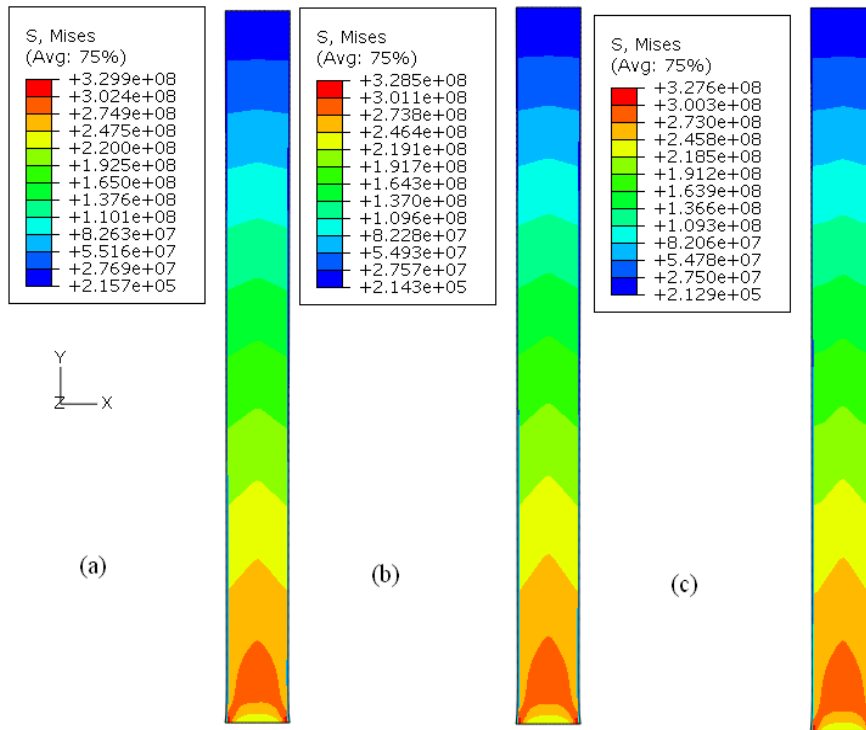 S, Mises
(Avg: 75%)
+3.299e+08
+3.024e+08
+2.749e+08
+2.475e+08
+2.200e+08
+1.925e+08
+1.650e+08
+1.376e+08
+1.101e+08
+8.263e+07
+5.516e+07
+2.769e+07
+2.157e+05
Y
Z
X
(a)
S, Mises
(Avg: 75%)
+3.285e+08
+3.011e+08
+2.738e+08
+2.464e+08
+2.191e+08
+1.917e+08
+1.643e+08
+1.370e+08
+1.096e+08
+8.228e+07
+5.493e+07
+2.757e+07
+2.143e+05
(b)
S, Mises
(Avg: 75%)
+3.276e+08
+3.003e+08
+2.730e+08
+2.458e+08
+2.185e+08
+1.912e+08
+1.639e+08
+1.366e+08
+1.093e+08
+8.206e+07
+5.478e+07
+2.750e+07
+2.129e+05
(c)